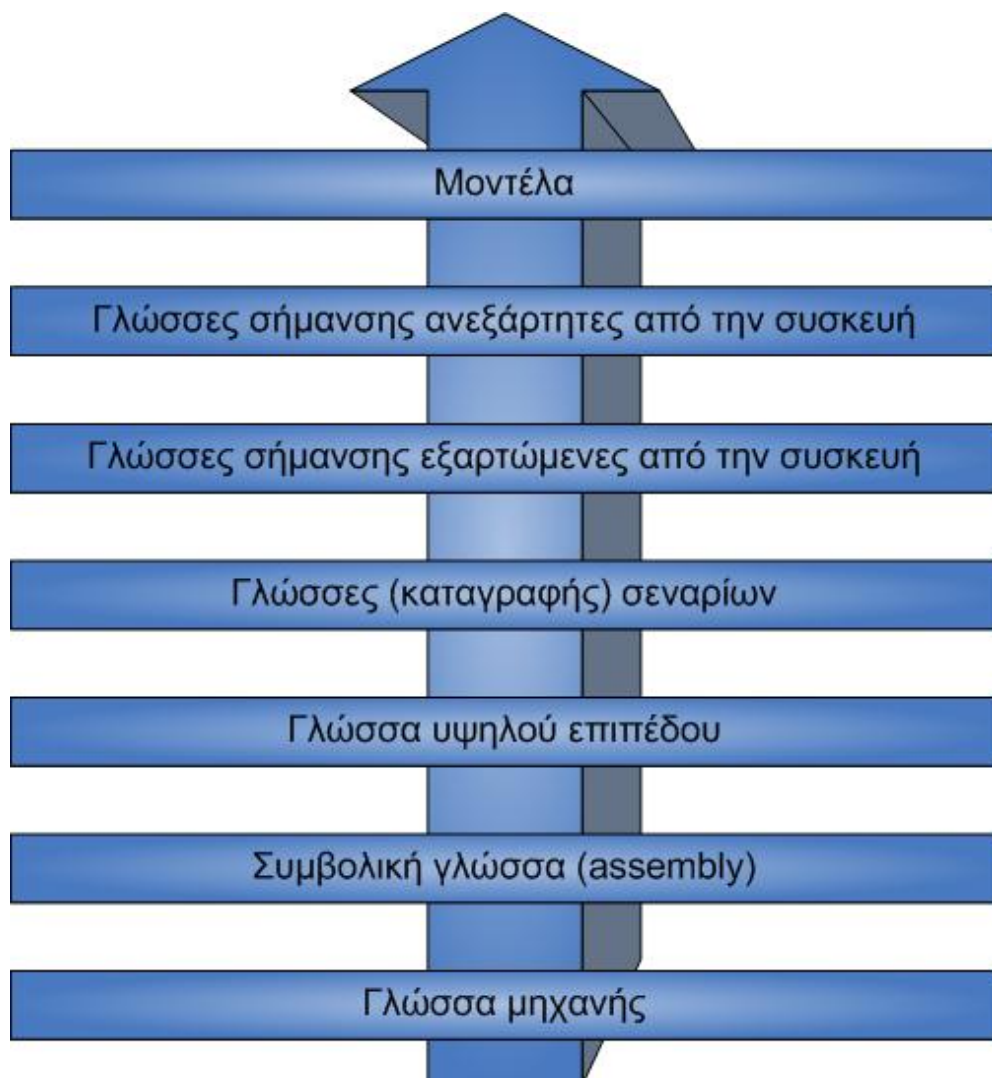 Μοντέλα
Γλώσσες σήμανσης ανεξάρτητες από την συσκευή
Γλώσσες σήμανσης εξαρτώμενες από την συσκευή
Γλώσσες (καταγραφής) σεναρίων
Γλώσσα υψηλού επιπέδου
Συμβολική γλώσσα (assembly)
Γλώσσα μηχανής